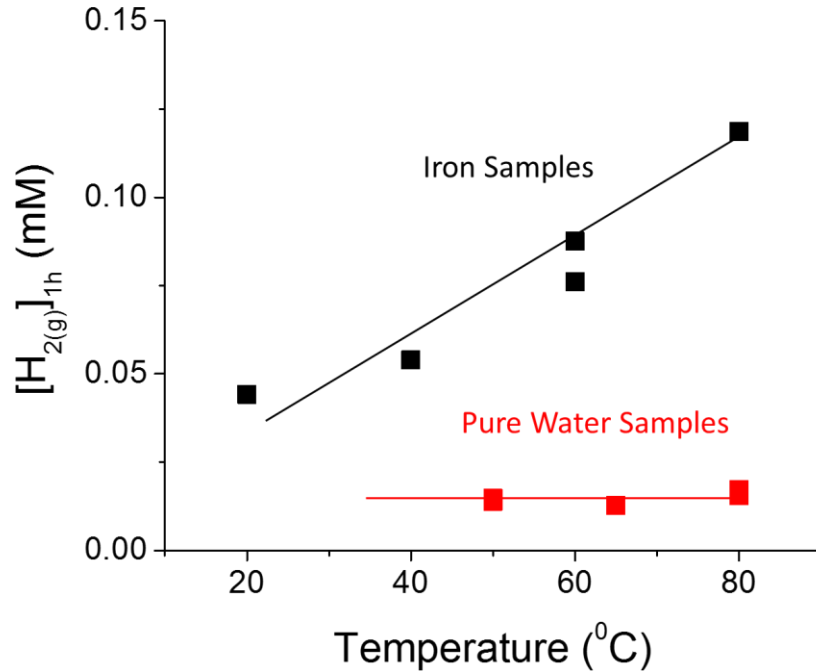 0.15
0.10
0.05
0.00
[H2(g)]1h (mM)
Iron Samples
Pure Water Samples
20 40 60 80
Temperature (0C)